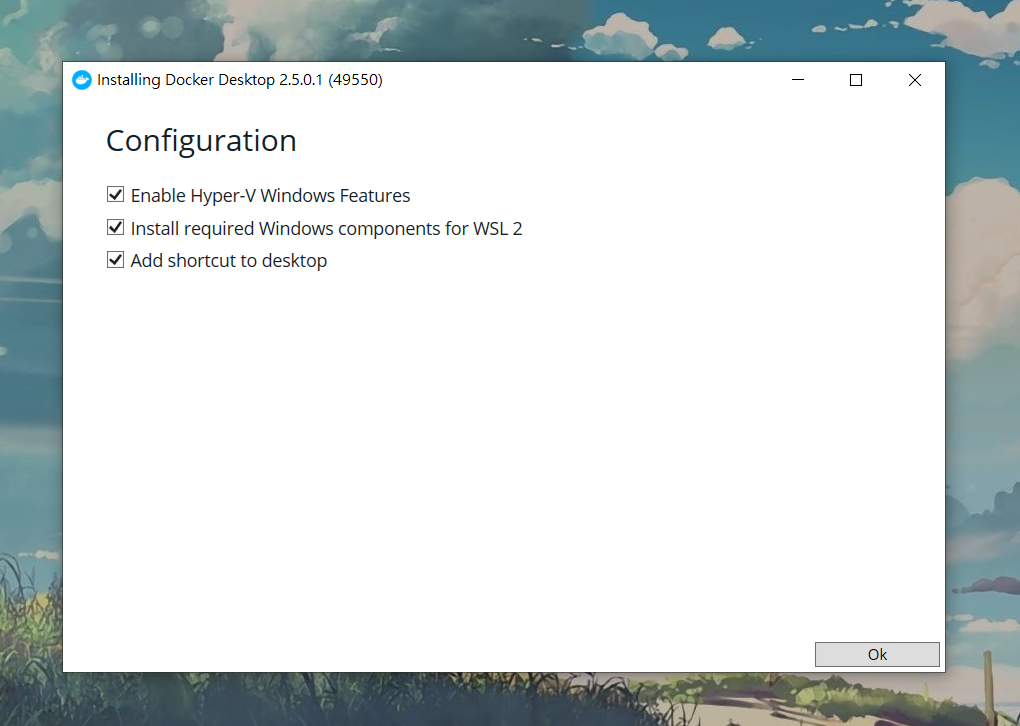 Installing Docker Desktop 2.5.0.1 (49550)
Configuration
Enable Hyper-V Windows Features
Install required Windows components for WSL 2
Add shortcut to desktop
Ok